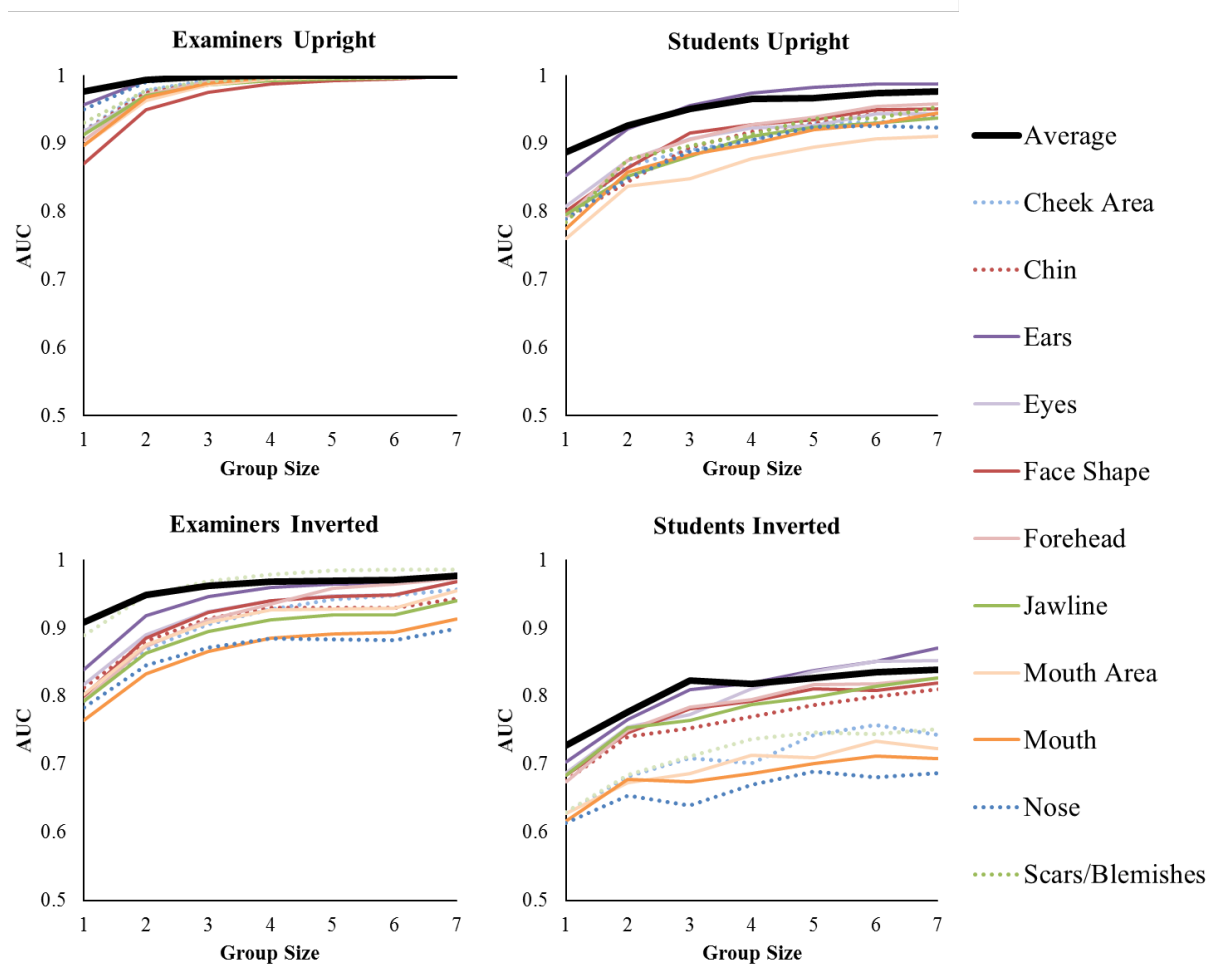 Examiners Upright
1
0.9
0.8
0.7
0.6
0.5
AUC
1 2 3 4 5 6 7
Group Size
Students Upright
1
0.9
0.8
0.7
0.6
0.5
AUC
1 2 3 4 5 6 7
Group Size
Examiners Inverted
1
0.9
0.8
0.7
0.6
0.5
AUC
1 2 3 4 5 6 7
Group Size
Students Inverted
1
0.9
0.8
0.7
0.6
0.5
AUC
1 2 3 4 5 6 7
Group Size
Average
Cheek Area
Chin
Ears
Eyes
Face Shape
Forehead
Jawline
Mouth Area
Mouth
Nose
Scars/Blemishes